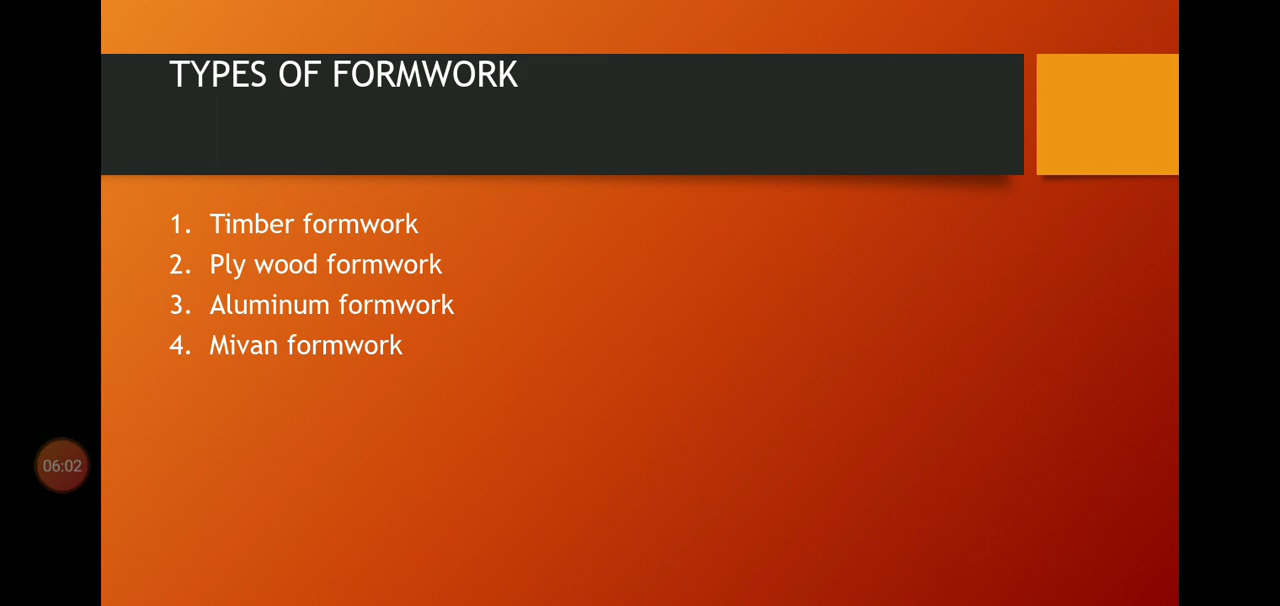 TYPES OF FORMWORK
1. Timber formwork
2. Ply wood formwork
3. Aluminum formwork
4. Mivan formwork
06:02